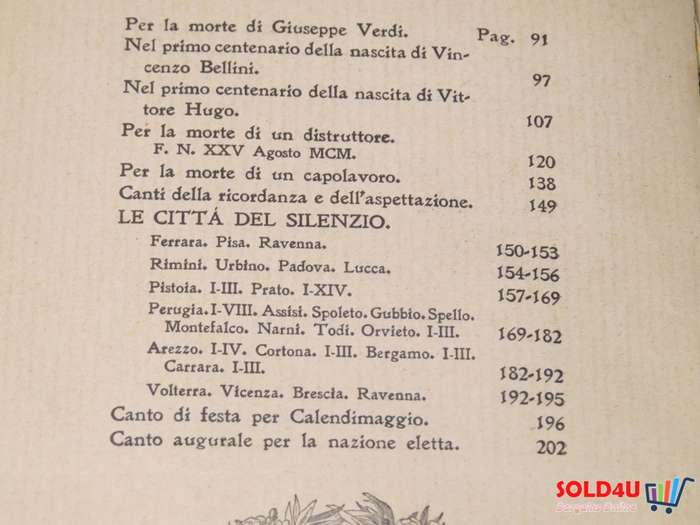 Per la morte di Giuseppe Verdi. Pag. 91
Nel primo centenario della nascita di Vin-
cenzo Bellini. 97
Nel primo centenario della nascita di Vit-
tore Hugo. 107
Per la morte di un distruttore.
F. N. XXV Agosto MCM. 120
Per la morte di un capolavoro. 138
Canti della ricordanza e dell'aspettazione. 149
LE CITTÁ DEL SILENZIO.
Ferrara. Pisa. Ravenna. 150-153
Rimini. Urbino. Padova. Lucca. 154-156
Pistoia. I-III. Prato. I-XIV. 157-169
Perugia. I-VIII. Assisi. Spoleto. Gubbio. Spello.
Montefalco. Narni. Todi. Orvieto. I-III. 169-182
Arezzo. I-IV. Cortona. I-III. Bergamo. I-III.
Carrara. I-III. 182-192
Volterra. Vicenza. Brescia. Ravenna. 192-195
Canto di festa per Calendimaggio. 196
Canto augurale per la nazione eletta. 202
SOLD4U
Bargains Online